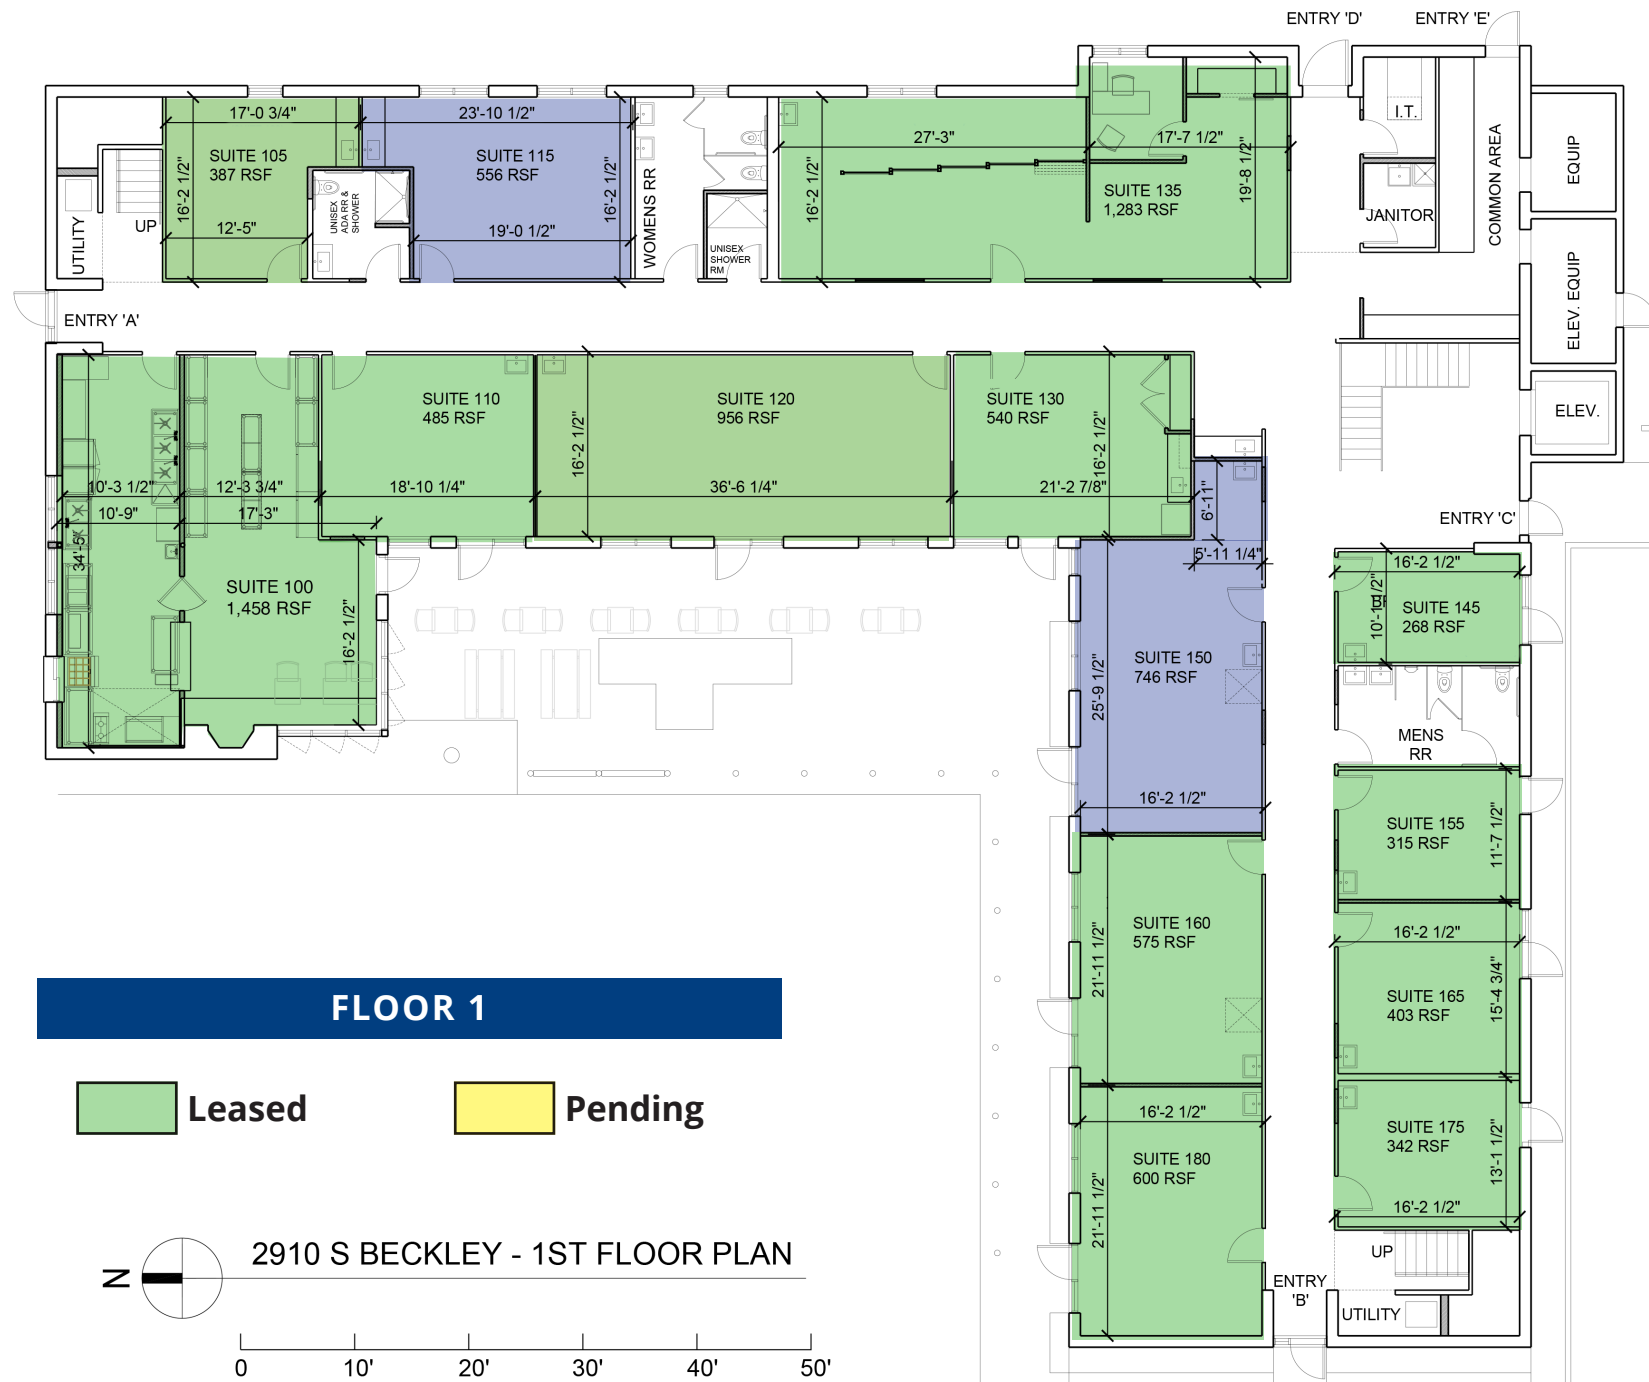 ENTRY 'D'
ENTRY 'E'
17'-0 3/4"
23'-10 1/2"
SUITE 105
387 RSF
16'-2 1/2"
12'-5"
UP
UTILITY
UNISEX
ADA RR &
SHOWER
SUITE 115
556 RSF
16'-2 1/2"
19'-0 1/2"
WOMENS RR
UNISEX
SHOWER
RM
27'-3"
17'-7 1/2"
16'-2 1/2"
SUITE 135
1,283 RSF
19'-8 1/2"
I.T.
JANITOR
COMMON AREA
EQUIP
ELEV. EQUIP
ELEV.
ENTRY 'A'
SUITE 110
485 RSF
18'-10 1/4"
SUITE 120
956 RSF
16'-2 1/2"
36'-6 1/4"
SUITE 130
540 RSF
16'-2 1/2"
21'-2 7/8"
10'-3 1/2"
12'-3 3/4"
10'-9"
17'-3"
34'-5"
SUITE 100
1,458 RSF
16'-2 1/2"
6'-11"
5'-11 1/4"
ENTRY 'C'
16'-2 1/2"
SUITE 145
268 RSF
SUITE 150
746 RSF
25'-9 1/2"
16'-2 1/2"
MENS
RR
SUITE 155
315 RSF
11'-7 1/2"
SUITE 160
575 RSF
21'-11 1/2"
16'-2 1/2"
SUITE 165
403 RSF
15'-4 3/4"
16'-2 1/2"
SUITE 180
600 RSF
21'-11 1/2"
SUITE 175
342 RSF
13'-1 1/2"
16'-2 1/2"
UP
UTILITY
ENTRY
'B'
FLOOR 1
Leased
Pending
N
2910 S BECKLEY - 1ST FLOOR PLAN
0 10' 20' 30' 40' 50'